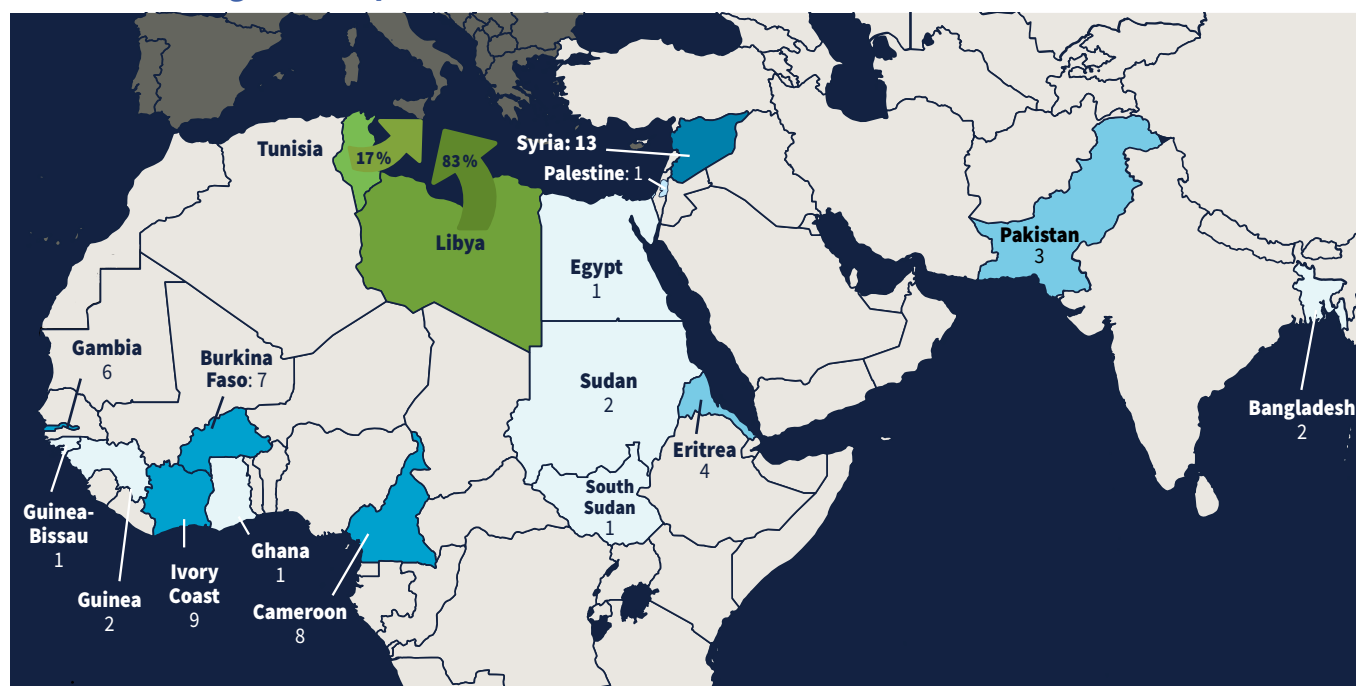 Tunisia
17%
83%
Syria: 13
Palestine: 1
Libya
Egypt
1
Pakistan
3
Gambia
6
Burkina
Faso: 7
Sudan
2
Eritrea
4
Bangladesh
2
South
Sudan
1
Guinea-
Bissau
1
Guinea
2
Ivory
Coast
9
Ghana
1
Cameroon
8